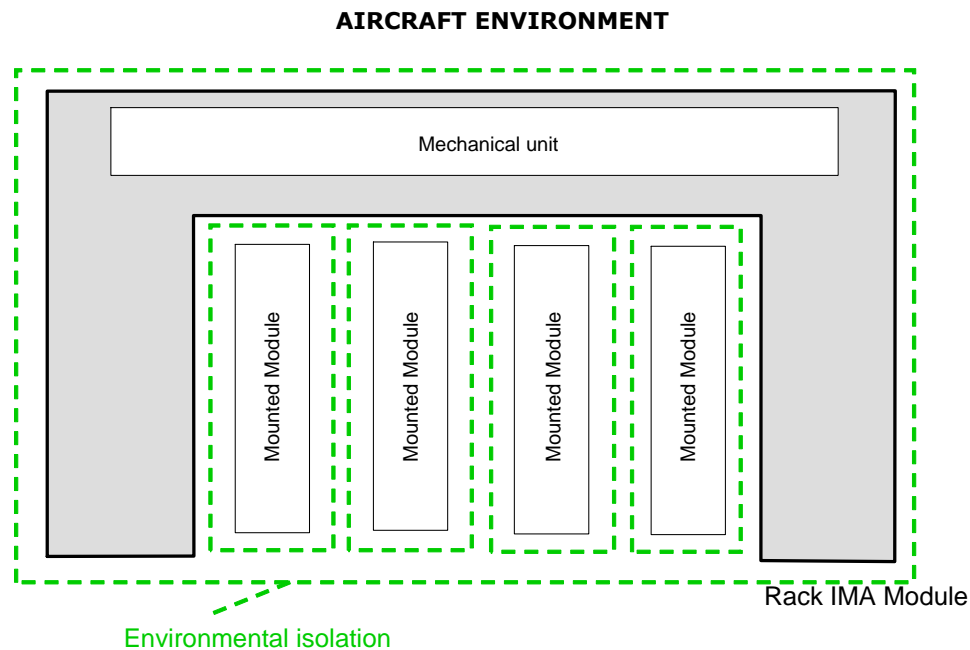 AIRCRAFT ENVIRONMENT
Mechanical unit
Mounted Module
Mounted Module
Mounted Module
Mounted Module
Rack IMA Module
Environmental isolation